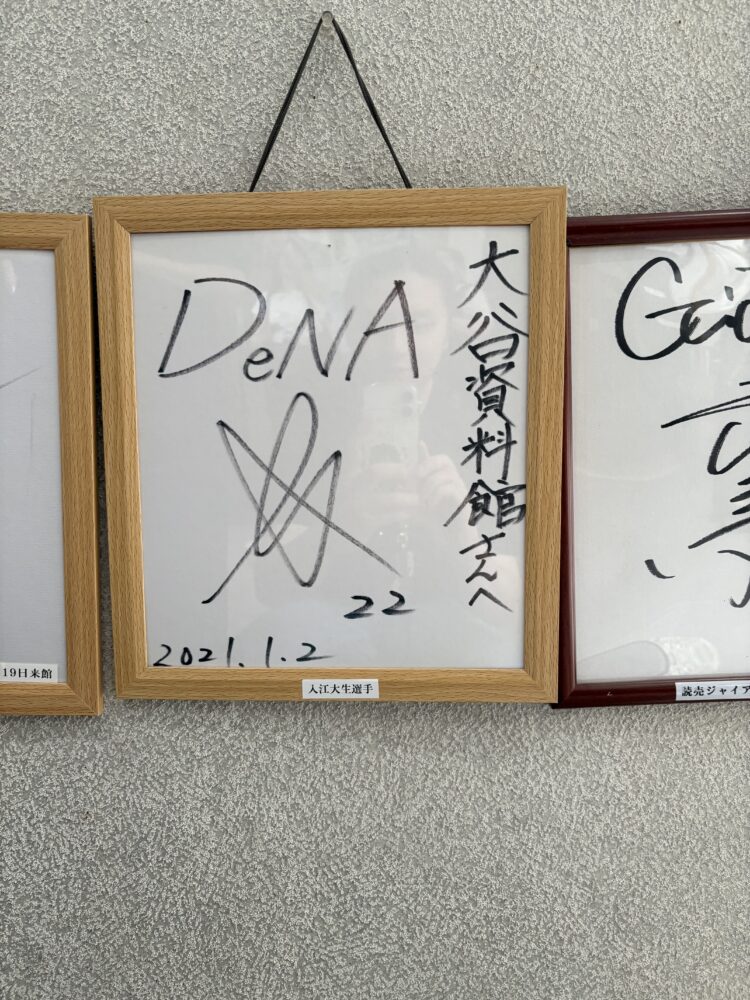 大谷資料館さんへ
DeNA
22
2021.1.2
入江大生選手
19日来館
読売ジャイア